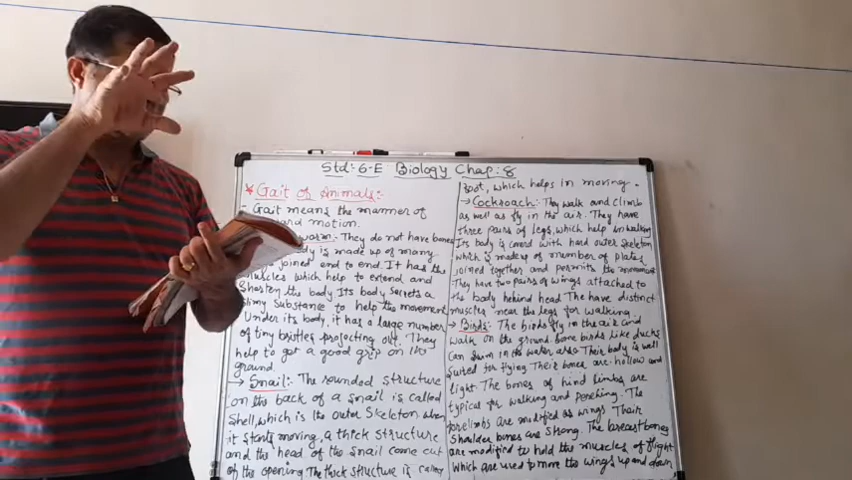 Std:- 6-E Biology Chap:- 8
* Gait of Animals:-
- Gait means the manner of
motion.
They do not have bones
body is made up of many
joined end to end. It has the
muscles which help to extend and
shorten the body Its body secrets a
slimy substance to help the movement
Under its body, it has a large number
of tiny bristles projecting out. They
help to get a good grip on the
ground.
→ Snail:- The rounded structure
on the back of a snail is called
shell, which is the outer skeleton when
it starts moving, a thick structure
and the head of the snail come out
of the opening. The thick structure is called
foot, which helps in moving.
→ Cockroach:- They walk and climb
as well as fly in the air. They have
three pairs of legs, which help in walking
Its body is coverd with hard outer skeleton
which is made up of number of plates
joined together and permits the movement
They have two pairs of wings attached to
the body behind head The have distinct
muscles near the legs for walking
→ Birds:- The birds fly in the air and
walk on the ground. Some birds like ducks
can swim in the water also. Their body is well
suited for flying Their bones are hollow and
light. The bones of hind limbs are
typical for walking and perching. The
forelimbs are modified as wings Their
shoulder bones are strong. The breast bones
are modified to hold the muscles of flight
which are used to move the wings up and down